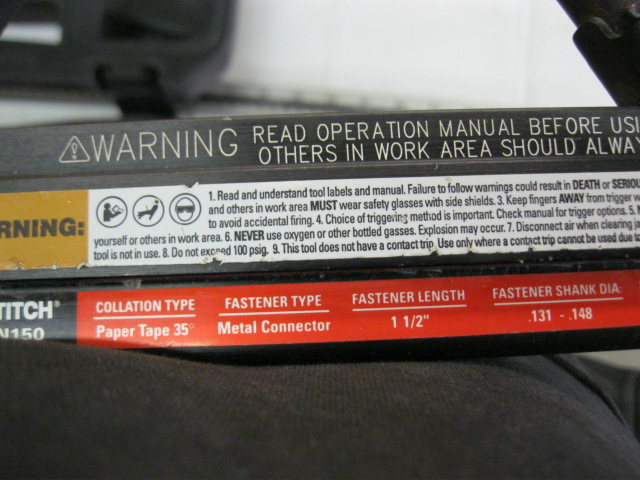 WARNING READ OPERATION MANUAL BEFORE USI
OTHERS IN WORK AREA SHOULD ALWAY
RNING:
1. Read and understand tool labels and manual. Failure to follow warnings could result in DEATH or SERIOU
and others in work area MUST wear safety glasses with side shields. 3. Keep fingers AWAY from trigger w
to avoid accidental firing. 4. Choice of triggering method is important. Check manual for trigger options. 5. N
yourself or others in work area. 6. NEVER use oxygen or other bottled gasses. Explosion may occur. 7. Disconnect air when clearing ja
tool is not in use. 8. Do not exceed 100 psig. 9. This tool does not have a contact trip. Use only where a contact trip cannot be used due to
TITCH®
N150
COLLATION TYPE FASTENER TYPE FASTENER LENGTH FASTENER SHANK DIA:
Paper Tape 35° Metal Connector 1 1/2" .131 - .148